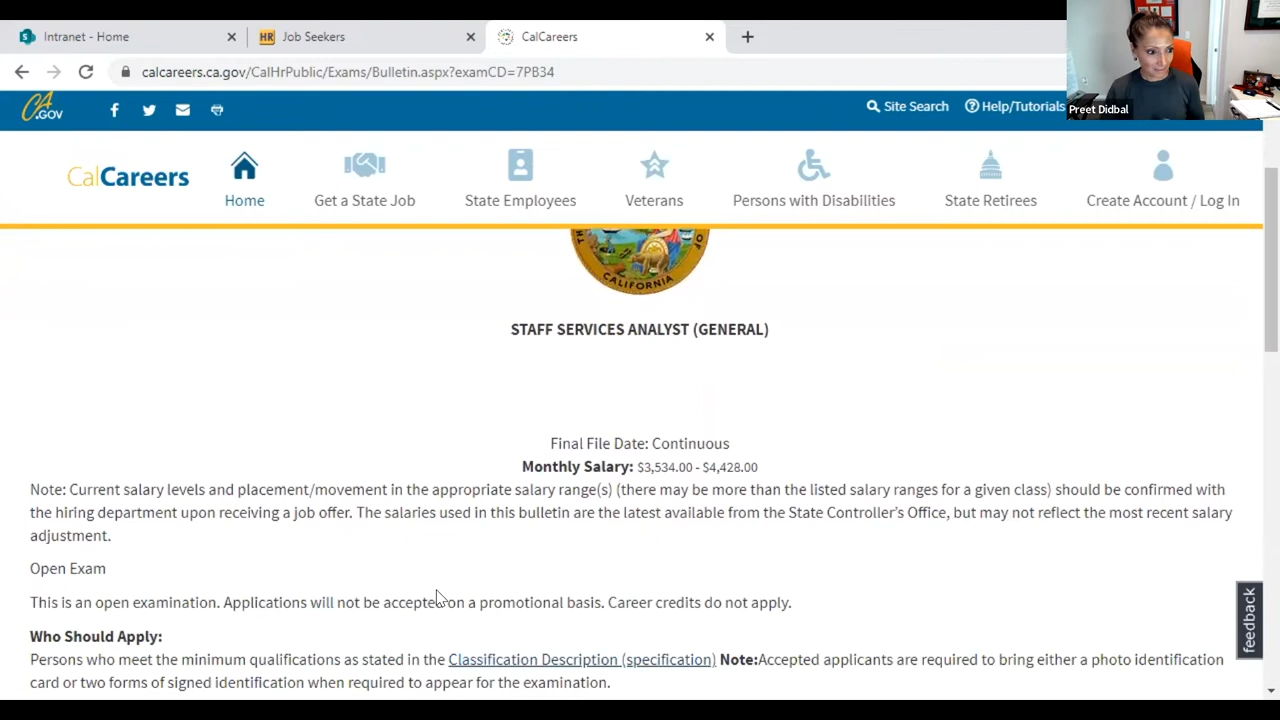 Intranet - Home
HR Job Seekers
CalCareers
calcareers.ca.gov/CalHrPublic/Exams/Bulletin.aspx?examCD=7PB34
Preet Didbal
CA.GOV
Site Search
Help/Tutorials
CalCareers
Home
Get a State Job
State Employees
Veterans
Persons with Disabilities
State Retirees
Create Account / Log In
CALIFORNIA
STAFF SERVICES ANALYST (GENERAL)
Final File Date: Continuous
Monthly Salary: $3,534.00 - $4,428.00
Note: Current salary levels and placement/movement in the appropriate salary range(s) (there may be more than the listed salary ranges for a given class) should be confirmed with
the hiring department upon receiving a job offer. The salaries used in this bulletin are the latest available from the State Controller's Office, but may not reflect the most recent salary
adjustment.
Open Exam
This is an open examination. Applications will not be accepted on a promotional basis. Career credits do not apply.
Who Should Apply:
Persons who meet the minimum qualifications as stated in the Classification Description (specification) Note:Accepted applicants are required to bring either a photo identification
card or two forms of signed identification when required to appear for the examination.
feedback